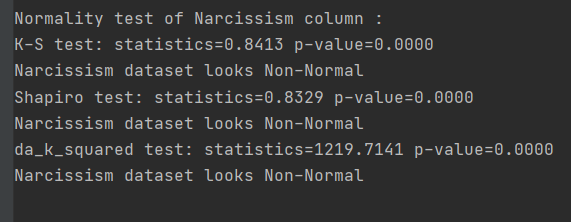 Normality test of Narcissism column :
K-S test: statistics=0.8413 p-value=0.0000
Narcissism dataset looks Non-Normal
Shapiro test: statistics=0.8329 p-value=0.0000
Narcissism dataset looks Non-Normal
da_k_squared test: statistics=1219.7141 p-value=0.0000
Narcissism dataset looks Non-Normal